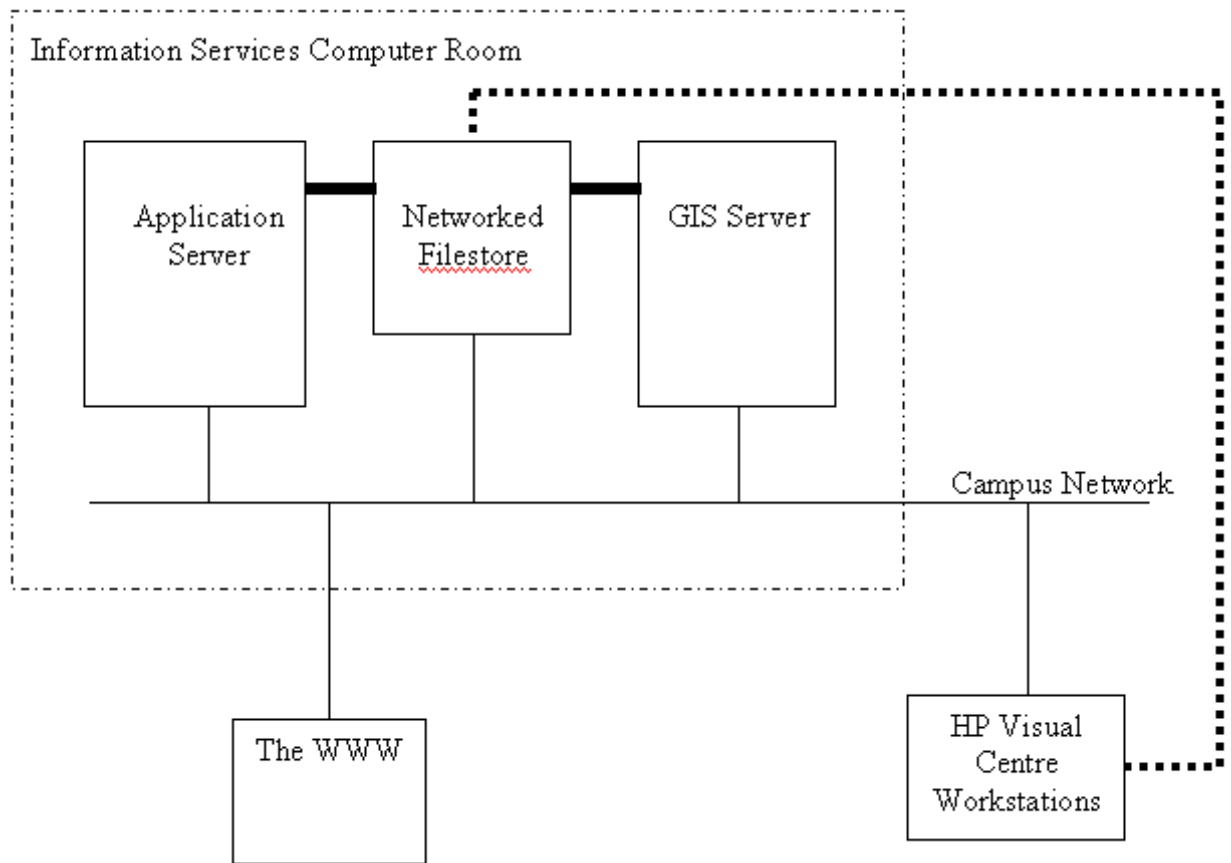 Information Services Computer Room
Application
Server
Networked
Filestore
GIS Server
Campus Network
The WWW
HP Visual
Centre
Workstations